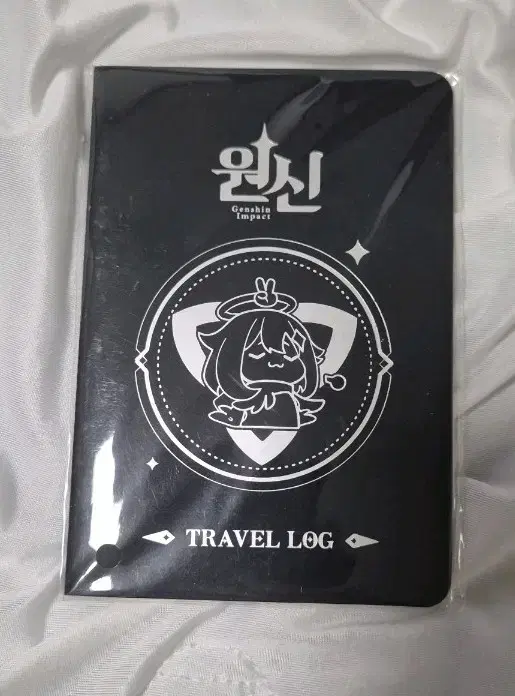 원신
Genshin
Impact
TRAVEL LOG